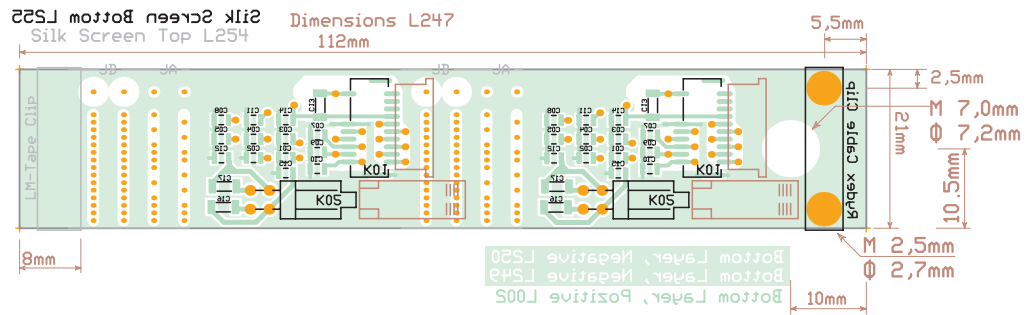 Silk Screen Bottom L255
Dimensions L247
Silk Screen Top L254
112mm
5,5mm
2,5mm
M 7,0mm
Φ 7,2mm
21mm
10.5mm
LM-Tape Clip
Rydex Cable Clip
K01
K02
K01
K02
8mm
M 2,5mm
Φ 2,7mm
10mm
Bottom Layer, Negative L250
Bottom Layer, Negative L249
Bottom Layer, Pozitive L002